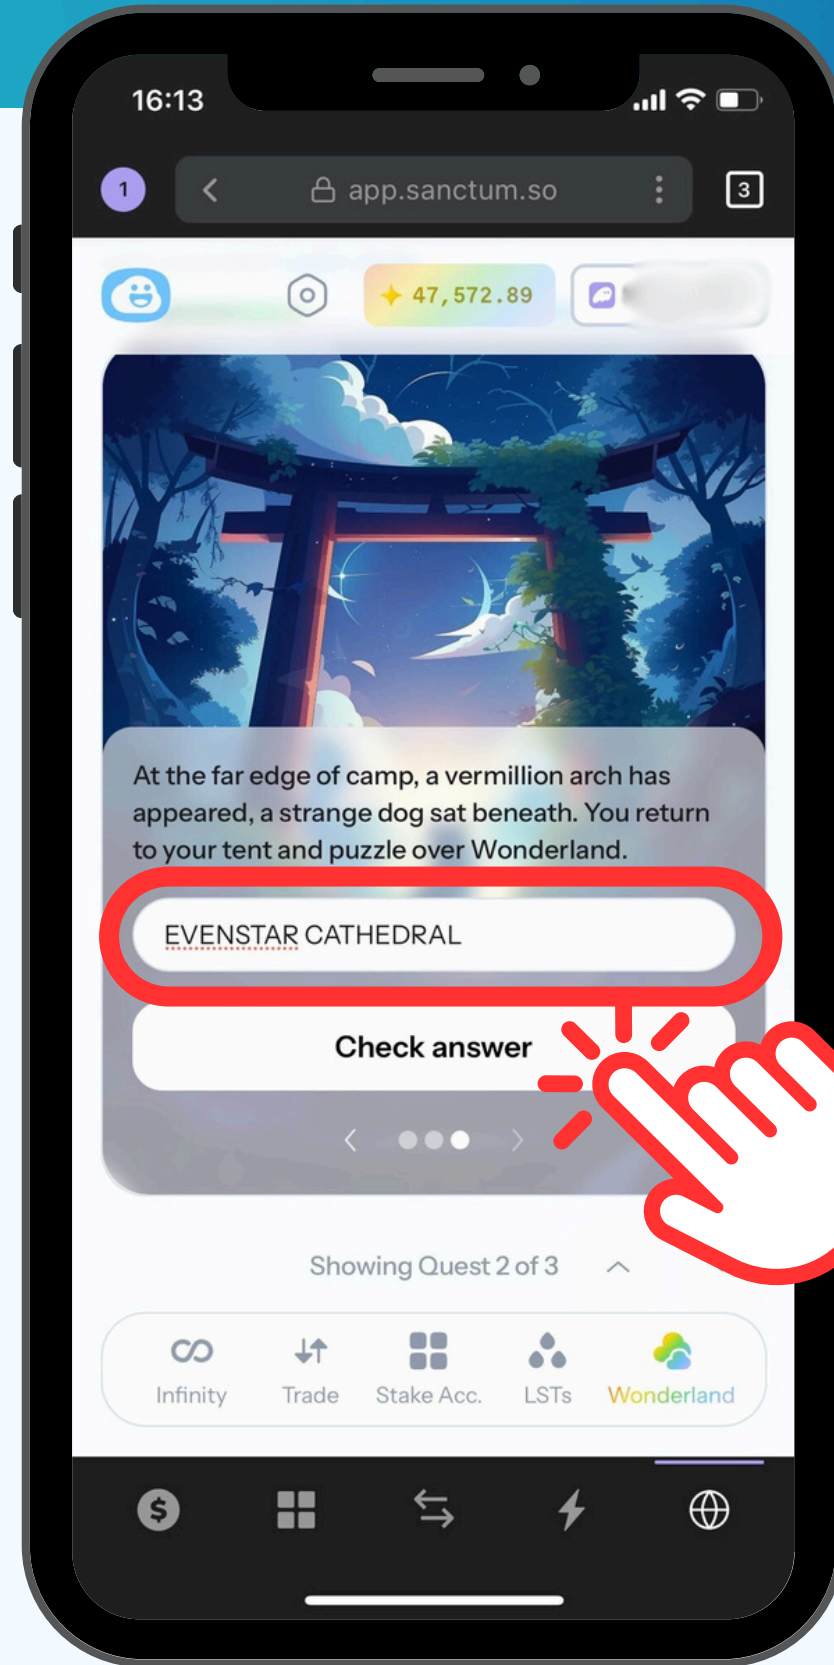 16:13
1
app.sanctum.so
3
47,572.89
At the far edge of camp, a vermillion arch has
appeared, a strange dog sat beneath. You return
to your tent and puzzle over Wonderland.
EVENSTAR CATHEDRAL
Check answer
Showing Quest 2 of 3
Infinity
Trade
Stake Acc.
LSTs
Wonderland